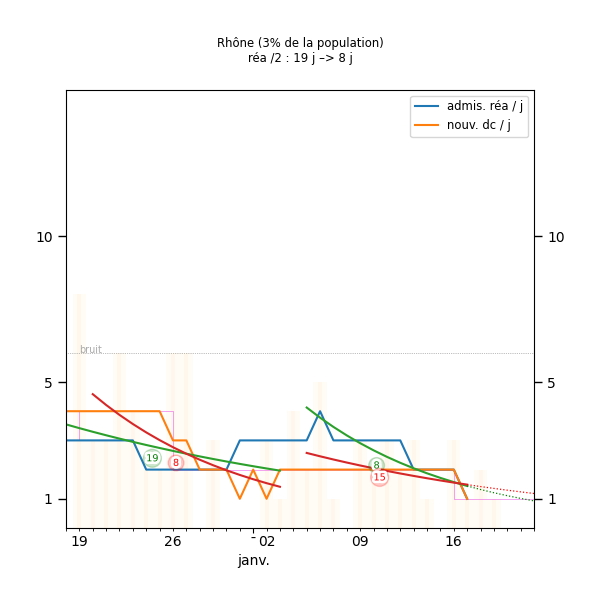 Rhône (3% de la population)
réa /2 : 19 j –> 8 j
admis. réa / j
nouv. dc / j
10
10
bruit
5
5
19
8
8
15
1
1
19
26
02
09
16
janv.